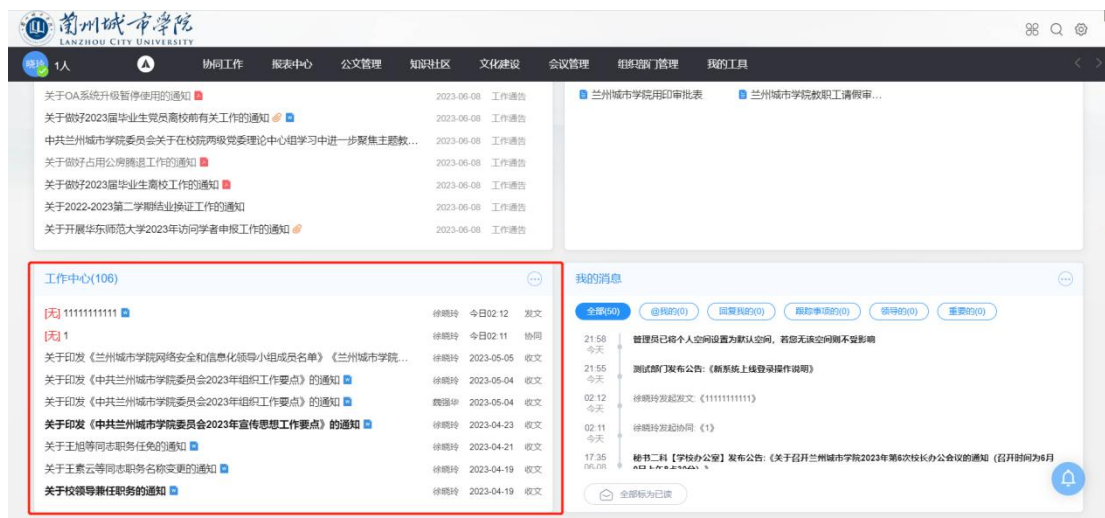 兰州城市学院
LANZHOU CITY UNIVERSITY
1人 协同工作 报表中心 公文管理 知识社区 文化建设 会议管理 组织部门管理 我的工具
关于OA系统升级暂停使用的通知 2023-06-08 工作通告
关于做好2023届毕业生党员离校前有关工作的通知 2023-06-08 工作通告
中共兰州城市学院委员会关于在校院两级党委理论中心组学习中进一步聚焦主题教... 2023-06-08 工作通告
关于做好占用公房腾退工作的通知 2023-06-08 工作通告
关于做好2023届毕业生离校工作的通知 2023-06-08 工作通告
关于2022-2023第二学期结业换证工作的通知 2023-06-08 工作通告
关于开展华东师范大学2023年访问学者申报工作的通知 2023-06-08 工作通告
兰州城市学院用印审批表 兰州城市学院教职工请假审...
工作中心(106)
[无] 11111111111 徐晓玲 今日02:12 发文
[无] 1 徐晓玲 今日02:11 协同
关于印发《兰州城市学院网络安全和信息化领导小组成员名单》《兰州城市学院... 徐晓玲 2023-05-05 收文
关于印发《中共兰州城市学院委员会2023年组织工作要点》的通知 徐晓玲 2023-05-04 收文
关于印发《中共兰州城市学院委员会2023年组织工作要点》的通知 魏强华 2023-05-04 收文
关于印发《中共兰州城市学院委员会2023年宣传思想工作要点》的通知 徐晓玲 2023-04-23 收文
关于王旭等同志职务任免的通知 徐晓玲 2023-04-21 收文
关于王素云等同志职务名称变更的通知 徐晓玲 2023-04-19 收文
关于校领导兼任职务的通知 徐晓玲 2023-04-19 收文
我的消息
全部(50) @我的(0) 回复我的(0) 跟踪事项的(0) 领导的(0) 重要的(0)
21:58 管理员已将个人空间设置为默认空间，若您无该空间则不受影响
今天
21:55 测试部门发布公告:《新系统上线登录操作说明》
今天
02:12 徐晓玲发起发文:《11111111111》
今天
02:11 徐晓玲发起协同:《1》
今天
17:35 秘书二科【学校办公室】发布公告:《关于召开兰州城市学院2023年第6次校长办公会议的通知（召开时间为6月
06-08
全部标为已读